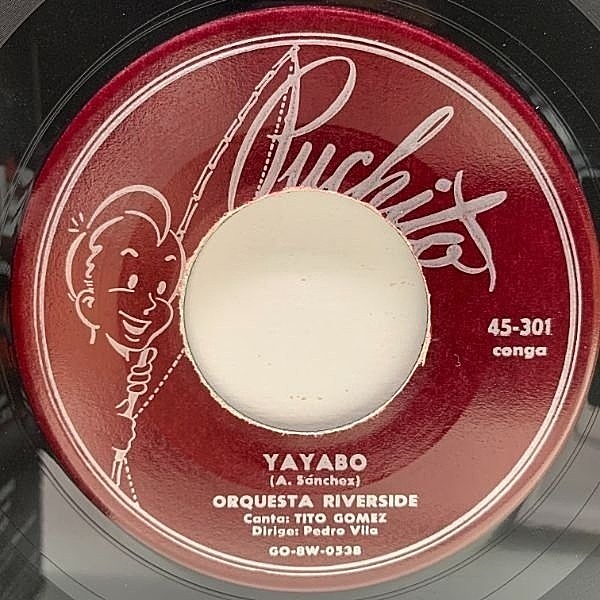 Puchito
45-301
conga
YAYABO
(A. Sánchez)
ORQUESTA RIVERSIDE
Canta: TITO GOMEZ
Dirige: Pedro Vila
GO-8W-0538